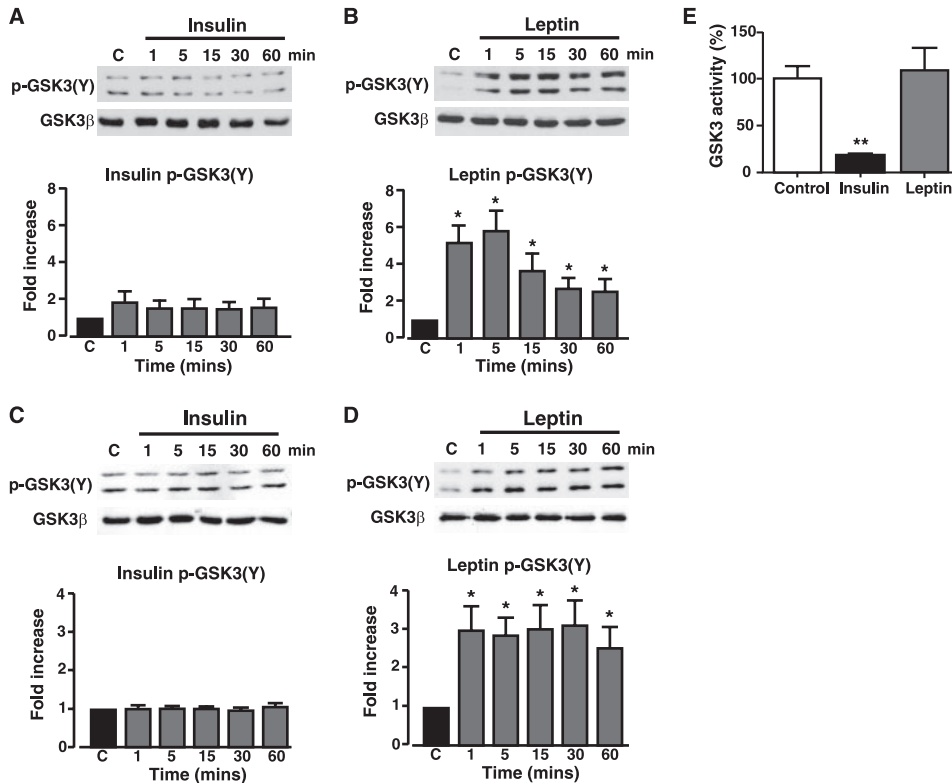 A
Insulin
C 1 5 15 30 60 min
p-GSK3(Y)
GSK3β
Insulin p-GSK3(Y)
Fold increase
8
6
4
2
0
C 1 5 15 30 60
Time (mins)
B
Leptin
C 1 5 15 30 60 min
p-GSK3(Y)
GSK3β
Leptin p-GSK3(Y)
Fold increase
8
6
4
2
0
* * * * *
C 1 5 15 30 60
Time (mins)
E
GSK3 activity (%)
150
100
50
0
**
Control Insulin Leptin
C
Insulin
C 1 5 15 30 60 min
p-GSK3(Y)
GSK3β
Insulin p-GSK3(Y)
Fold increase
4
3
2
1
0
C 1 5 15 30 60
Time (mins)
D
Leptin
C 1 5 15 30 60 min
p-GSK3(Y)
GSK3β
Leptin p-GSK3(Y)
Fold increase
4
3
2
1
0
* * * * *
C 1 5 15 30 60
Time (mins)